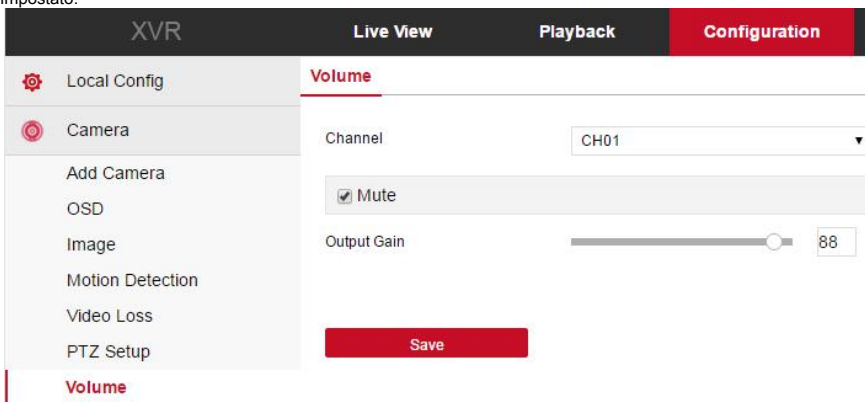 impostato.
XVR
Live View
Playback
Configuration
Local Config
Camera
Add Camera
OSD
Image
Motion Detection
Video Loss
PTZ Setup
Volume
Volume
Channel
CH01
Mute
Output Gain
88
Save